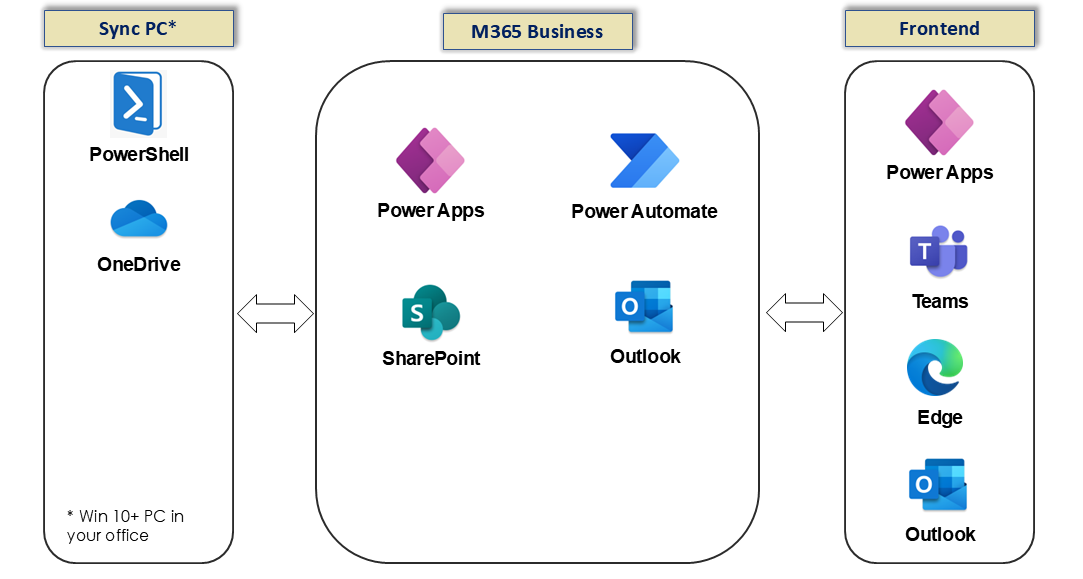 Sync PC*
M365 Business
Frontend
PowerShell
OneDrive
* Win 10+ PC in
your office
Power Apps
Power Automate
S
SharePoint
O
Outlook
Power Apps
T
Teams
Edge
O
Outlook